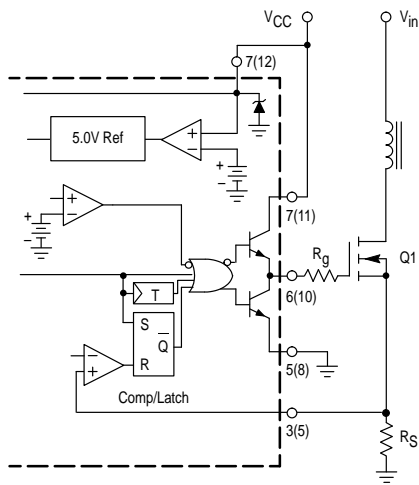 VCC
Vin
7(12)
5.0V Ref
+
–
+
–
+
–
7(11)
+
–
Rg
Q1
6(10)
T
S
Q
R
5(8)
–
+
Comp/Latch
3(5)
RS